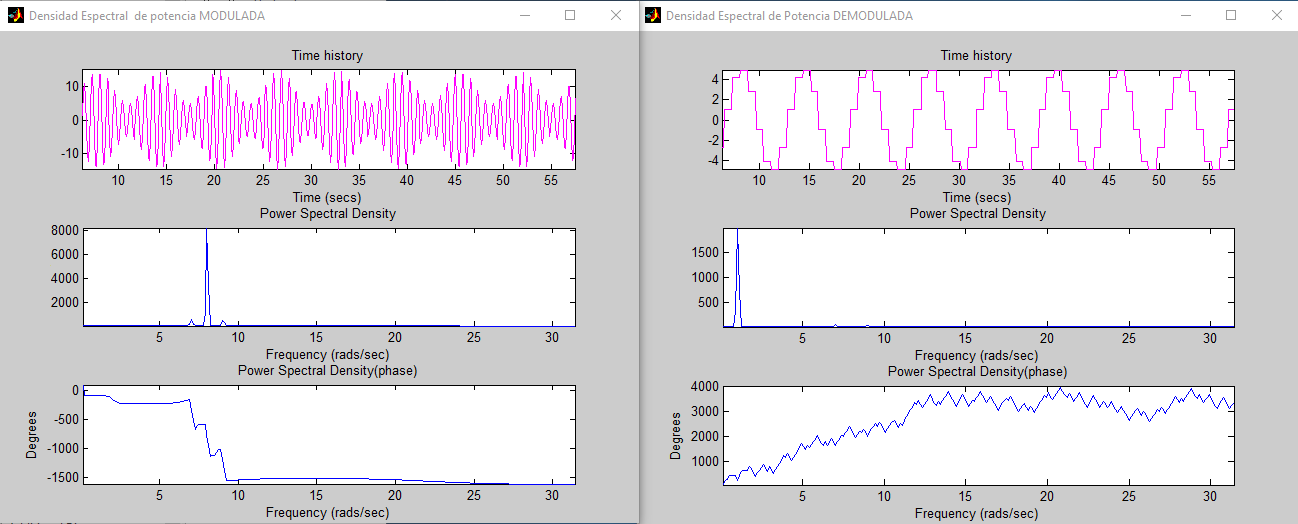 Densidad Espectral de potencia MODULADA
Time history
10
0
-10
10 15 20 25 30 35 40 45 50 55
Time (secs)
Power Spectral Density
8000
6000
4000
2000
5 10 15 20 25 30
Frequency (rads/sec)
Power Spectral Density(phase)
0
-500
-1000
-1500
Degrees
5 10 15 20 25 30
Frequency (rads/sec)
Densidad Espectral de Potencia DEMODULADA
Time history
4
2
0
-2
-4
10 15 20 25 30 35 40 45 50 55
Time (secs)
Power Spectral Density
1500
1000
500
5 10 15 20 25 30
Frequency (rads/sec)
Power Spectral Density(phase)
4000
3000
2000
1000
Degrees
5 10 15 20 25 30
Frequency (rads/sec)